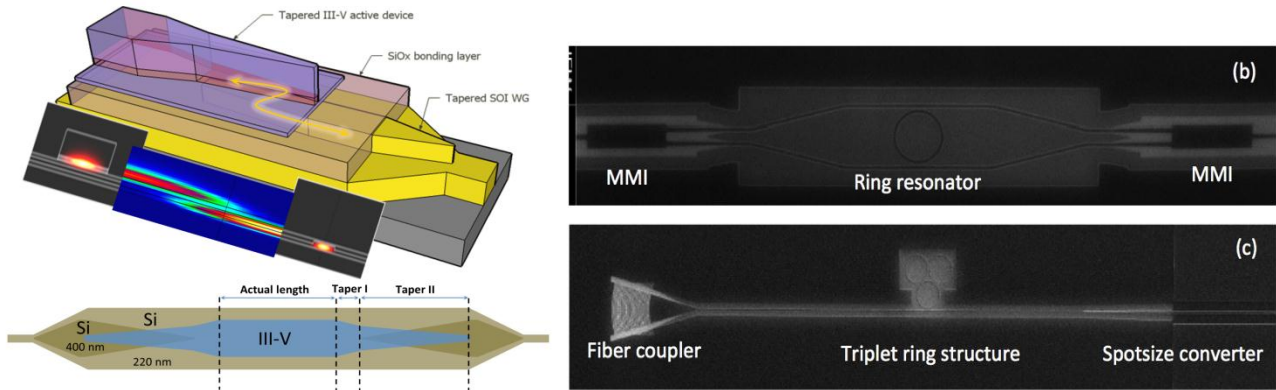 Tapered III-V active device
SiOx bonding layer
Tapered SOI WG
Actual length
Taper I
Taper II
Si
Si
III-V
400 nm
220 nm
(b)
MMI
Ring resonator
MMI
(c)
Fiber coupler
Triplet ring structure
Spotsize converter